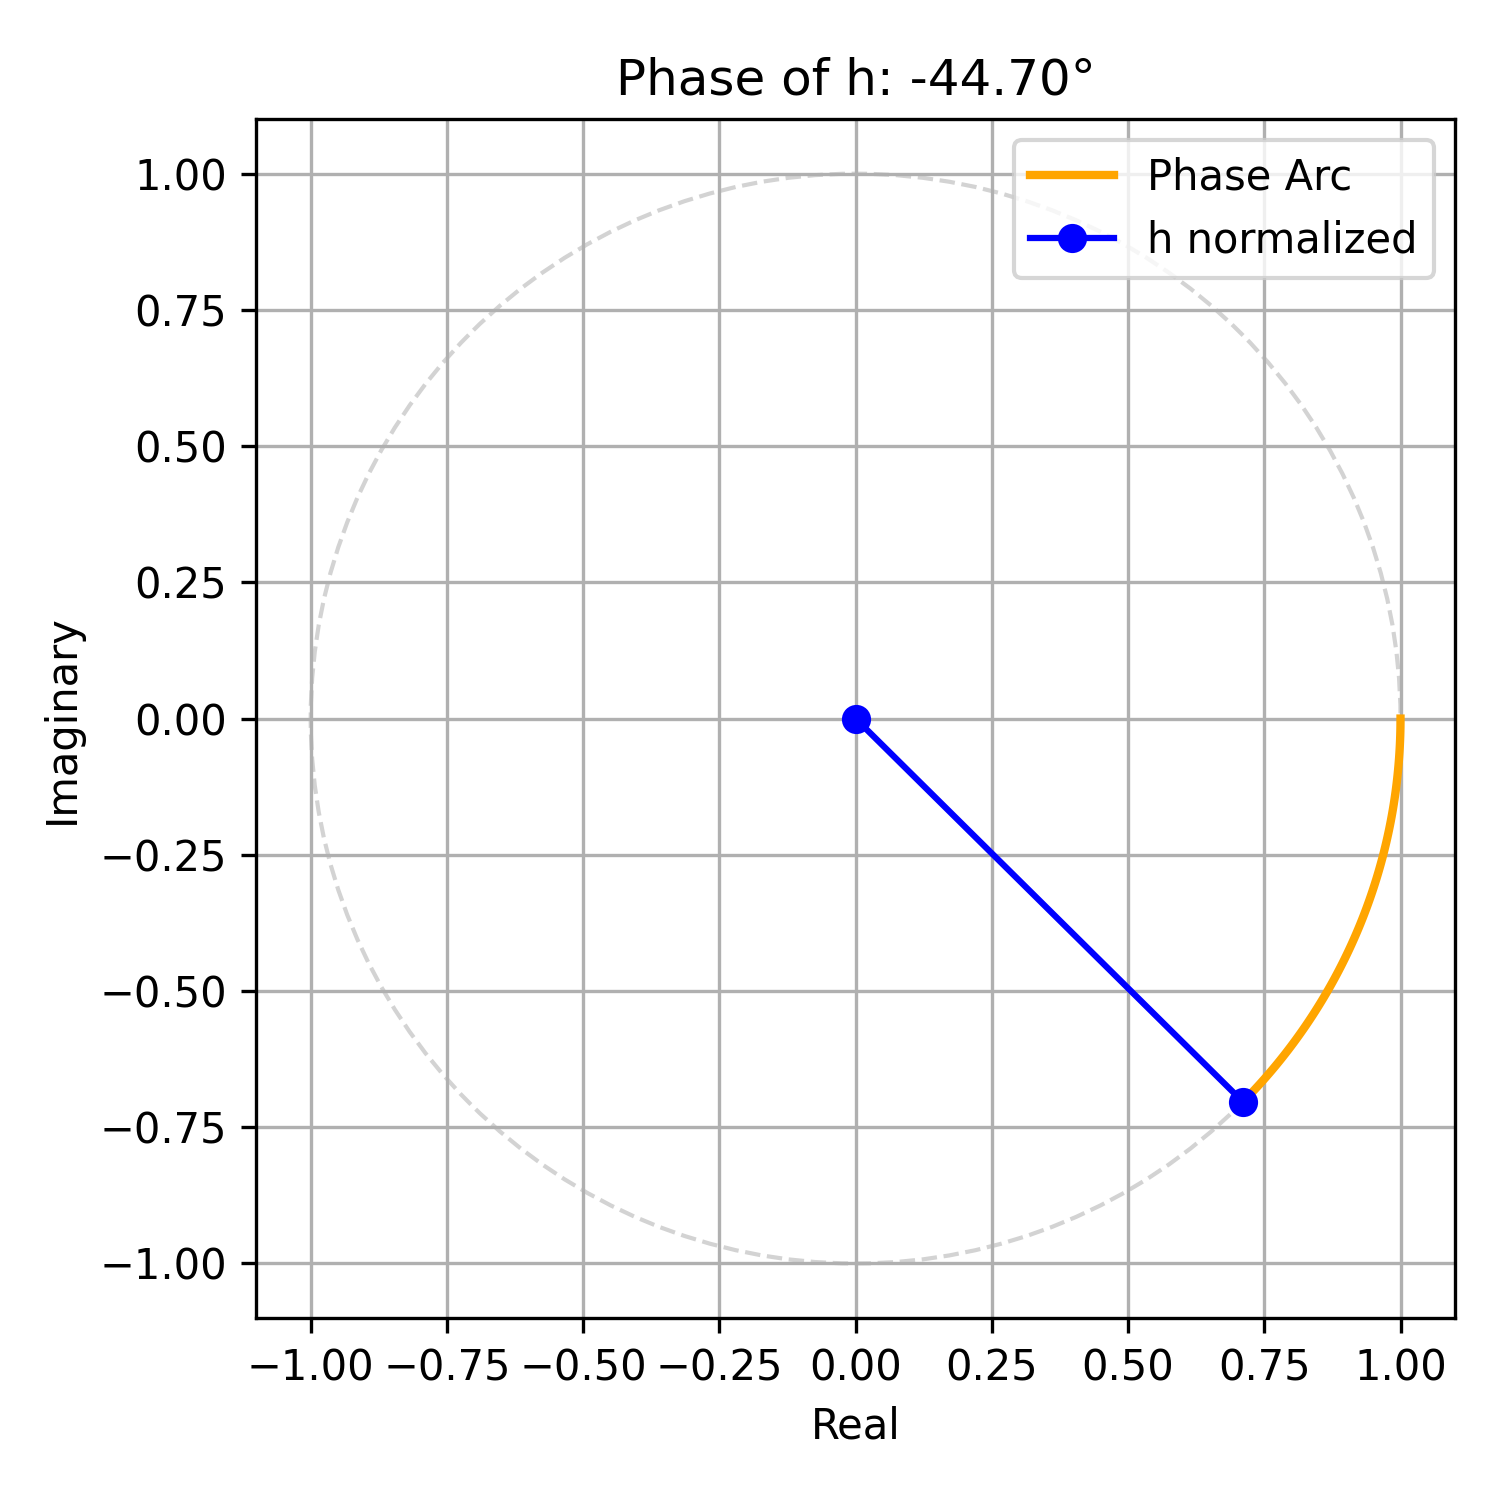 Phase of h: -44.70°
Phase Arc
h normalized
1.00
0.75
0.50
0.25
0.00
−0.25
−0.50
−0.75
−1.00
Imaginary
−1.00 −0.75 −0.50 −0.25 0.00 0.25 0.50 0.75 1.00
Real